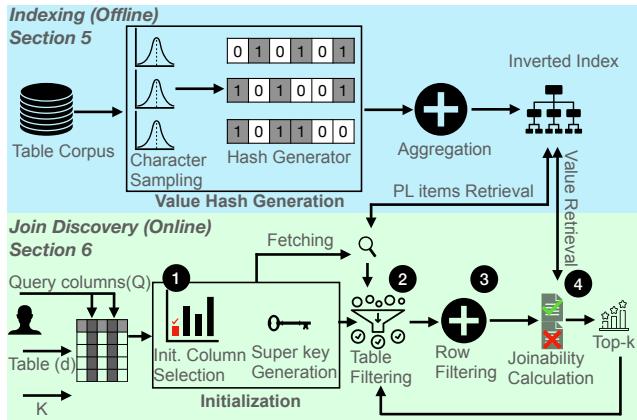 Indexing (Offline)
Section 5
0 1 0 1 0 1
1 0 1 0 0 1
1 0 1 1 0 0
Table Corpus
Character
Sampling
Hash Generator
Value Hash Generation
Aggregation
Inverted Index
PL items Retrieval
Value Retrieval
Join Discovery (Online)
Section 6
Fetching
Query columns(Q)
Table (d)
K
1
Init. Column
Selection
Super key
Generation
Initialization
2
Table
Filtering
3
Row
Filtering
4
Joinability
Calculation
Top-k